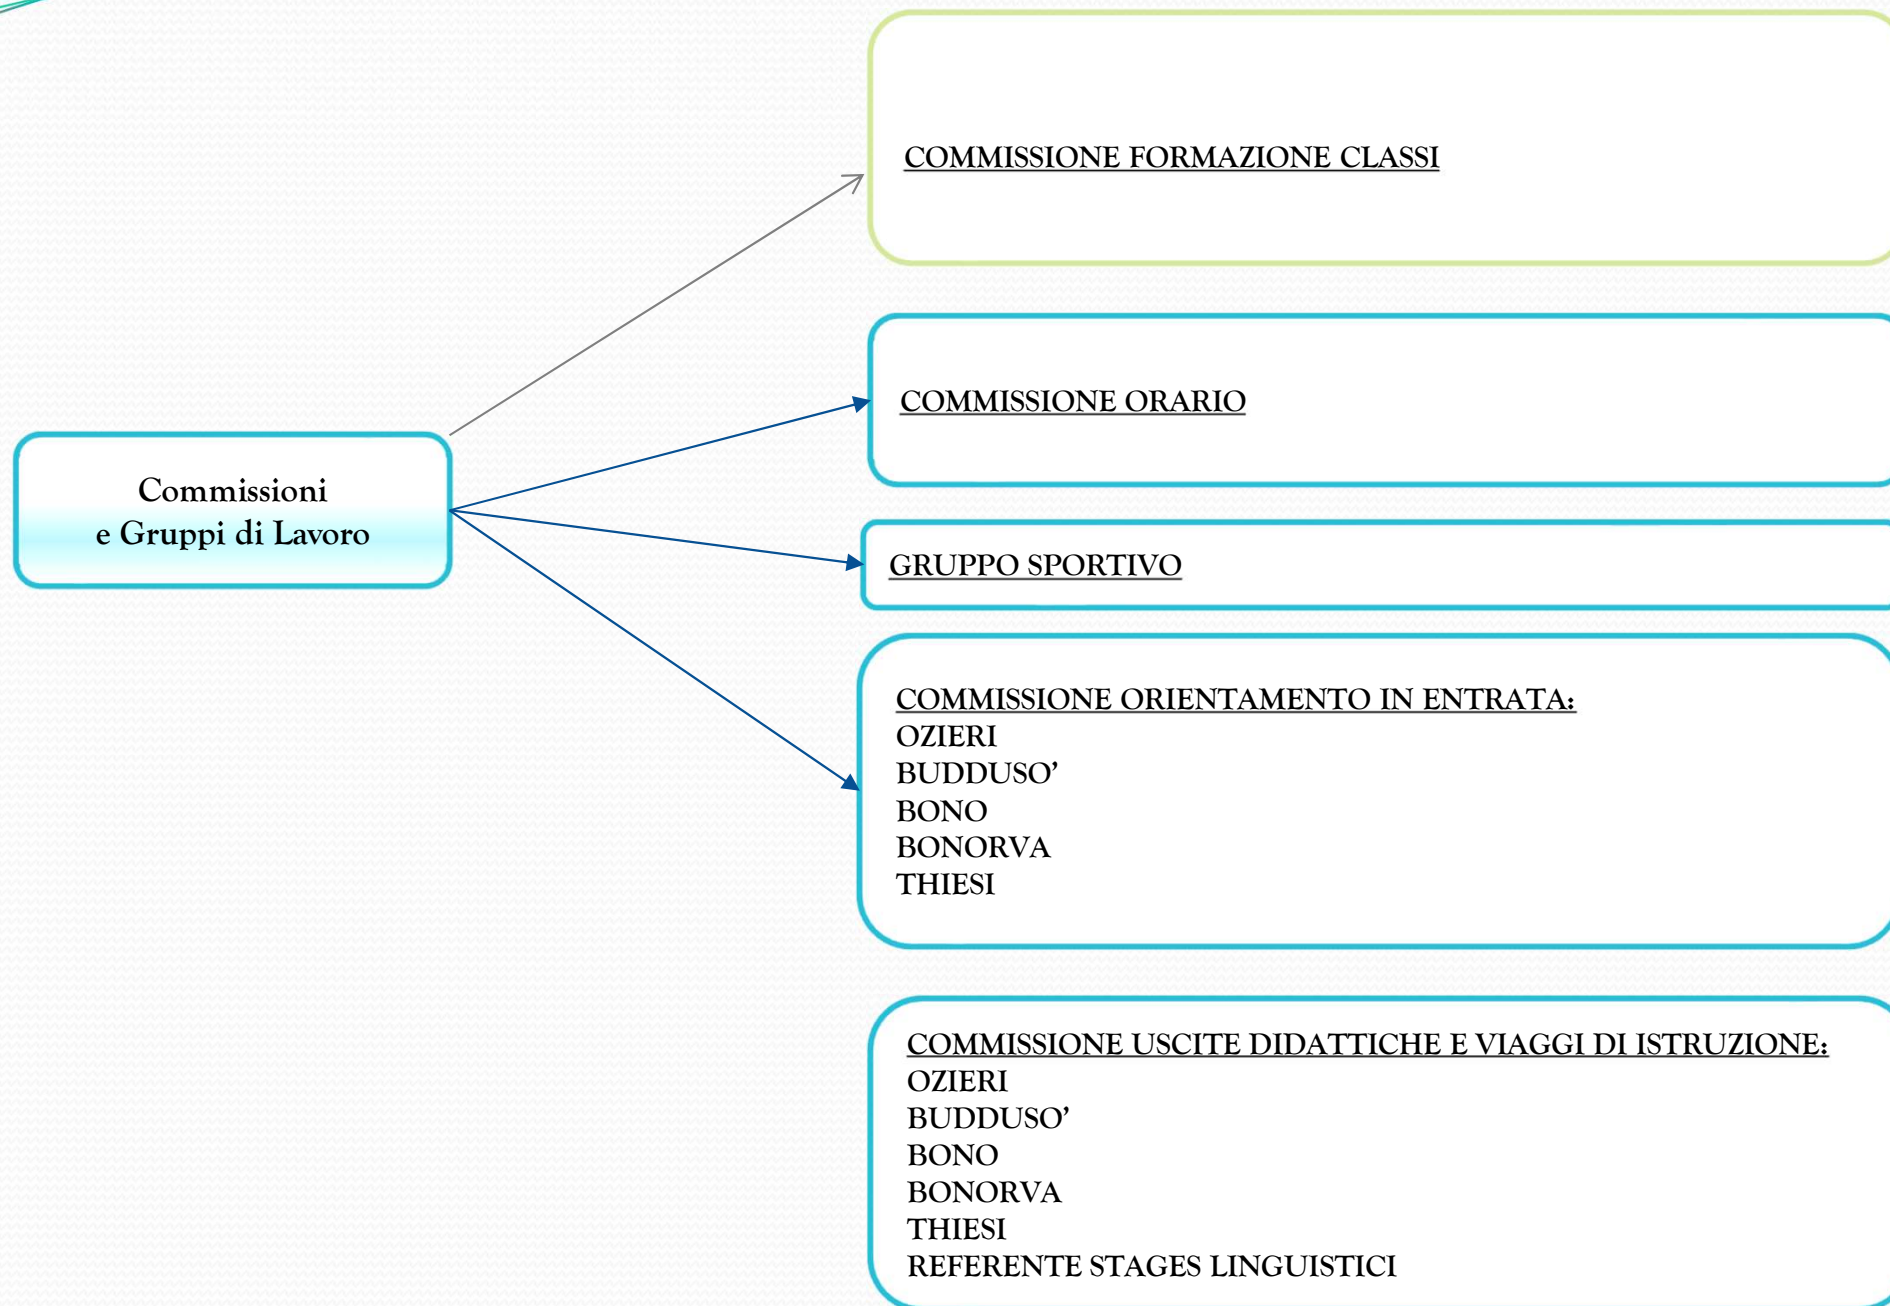 Commissioni
e Gruppi di Lavoro
COMMISSIONE FORMAZIONE CLASSI
COMMISSIONE ORARIO
GRUPPO SPORTIVO
COMMISSIONE ORIENTAMENTO IN ENTRATA:
OZIERI
BUDDUSO’
BONO
BONORVA
THIESI
COMMISSIONE USCITE DIDATTICHE E VIAGGI DI ISTRUZIONE:
OZIERI
BUDDUSO’
BONO
BONORVA
THIESI
REFERENTE STAGES LINGUISTICI